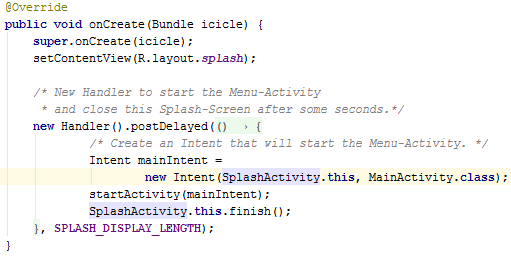 @Override
public void onCreate(Bundle icicle) {
super.onCreate(icicle);
setContentView(R.layout.splash);
/* New Handler to start the Menu-Activity
* and close this Splash-Screen after some seconds.*/
new Handler().postDelayed(() → {
/* Create an Intent that will start the Menu-Activity. */
Intent mainIntent =
new Intent(SplashActivity.this, MainActivity.class);
startActivity(mainIntent);
SplashActivity.this.finish();
}, SPLASH_DISPLAY_LENGTH);
}